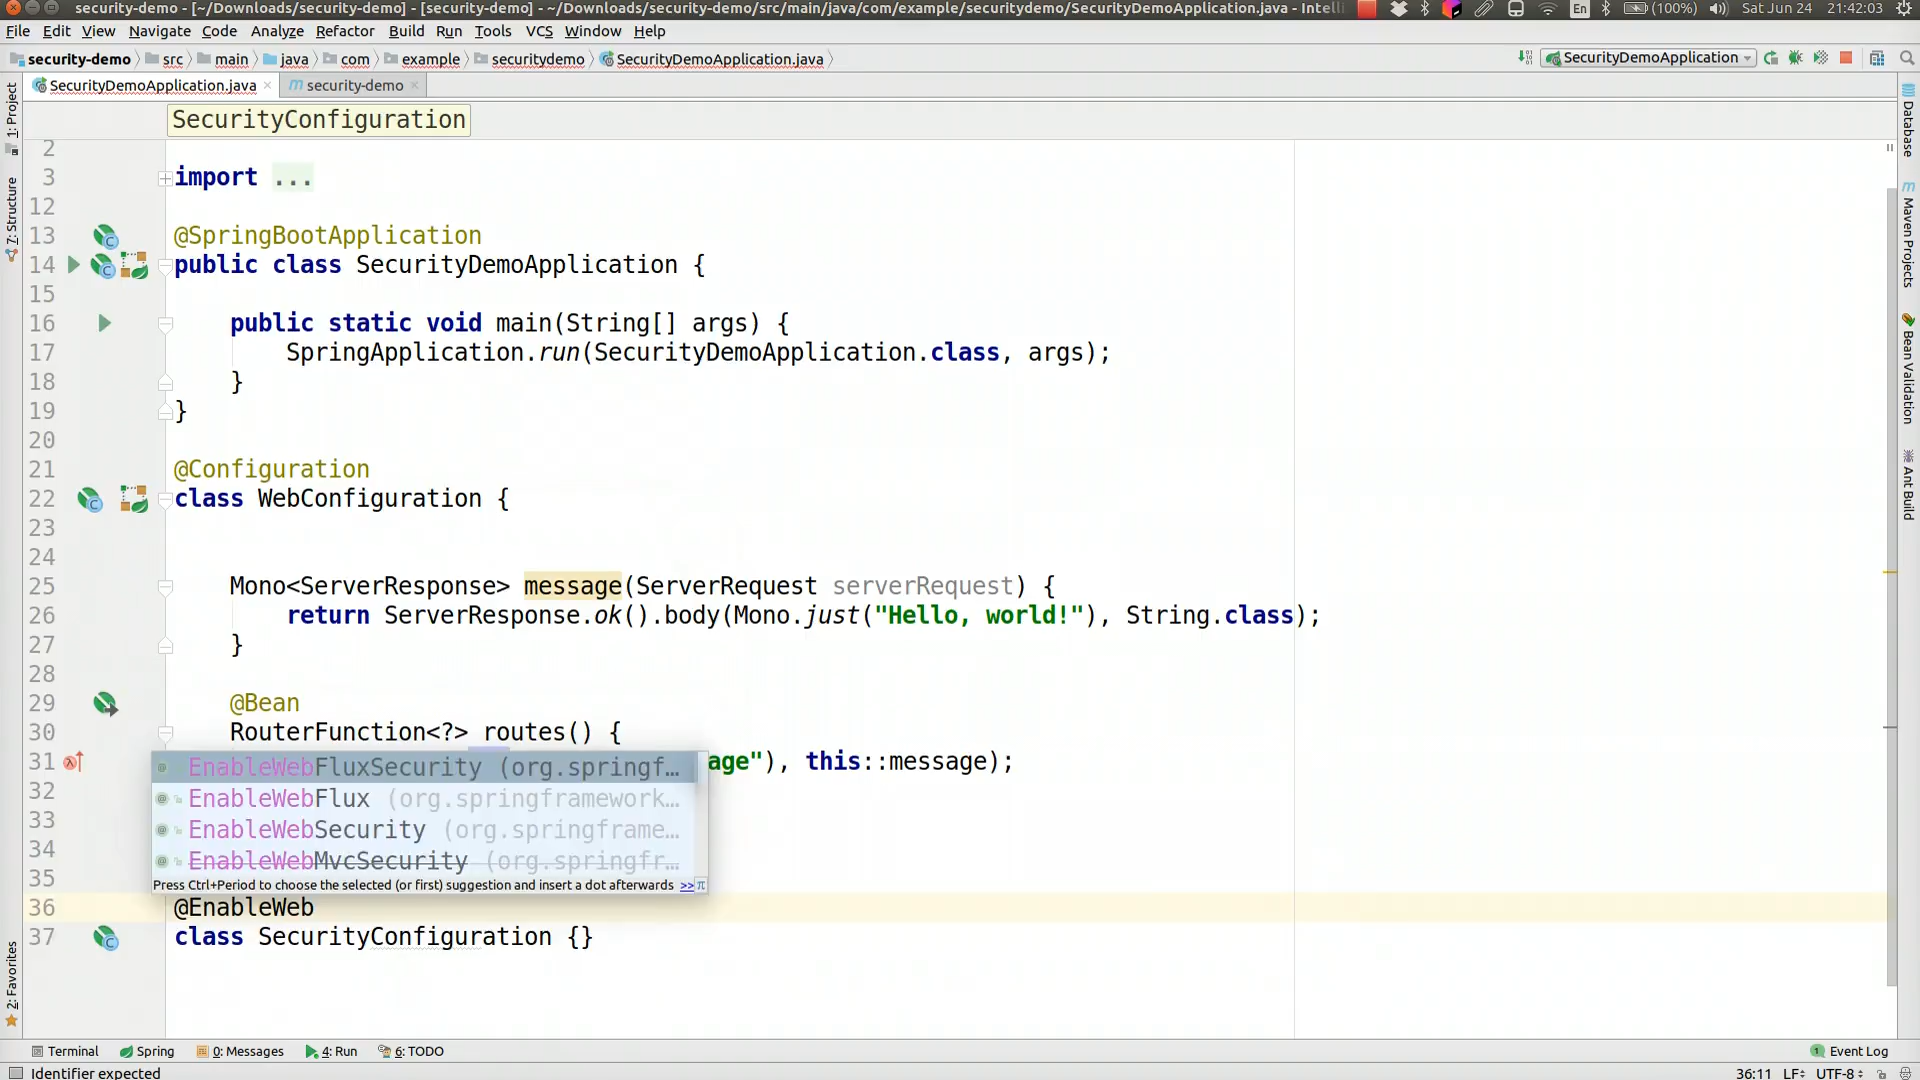 security-demo - [~/Downloads/security-demo] - [security-demo] - ~/Downloads/security-demo/src/main/java/com/example/securitydemo/SecurityDemoApplication.java - Intelli
En
(100%)
Sat Jun 24
21:42:03
File Edit View Navigate Code Analyze Refactor Build Run Tools VCS Window Help
security-demo src main java com example securitydemo SecurityDemoApplication.java
SecurityDemoApplication
SecurityDemoApplication.java
m security-demo
SecurityConfiguration
2
3 import ...
12
13 @SpringBootApplication
14 public class SecurityDemoApplication {
15
16 public static void main(String[] args) {
17 SpringApplication.run(SecurityDemoApplication.class, args);
18 }
19 }
20
21 @Configuration
22 class WebConfiguration {
23
24
25 Mono<ServerResponse> message(ServerRequest serverRequest) {
26 return ServerResponse.ok().body(Mono.just("Hello, world!"), String.class);
27 }
28
29 @Bean
30 RouterFunction<?> routes() {
31 age"), this::message);
32
33
34
35
EnableWebFluxSecurity (org.springf…
EnableWebFlux (org.springframework…
EnableWebSecurity (org.springframe…
EnableWebMvcSecurity (org.springfr…
Press Ctrl+Period to choose the selected (or first) suggestion and insert a dot afterwards >> π
36 @EnableWeb
37 class SecurityConfiguration {}
1: Project
7: Structure
2: Favorites
Database
m Maven Projects
Bean Validation
Ant Build
Terminal Spring 0: Messages 4: Run 6: TODO
1 Event Log
Identifier expected
36:11 LF÷ UTF-8÷